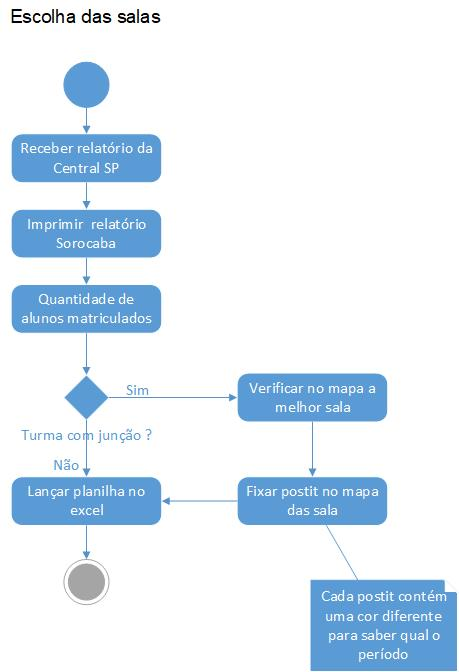 Escolha das salas
Receber relatório da
Central SP
Imprimir relatório
Sorocaba
Quantidade de
alunos matriculados
Sim
Verificar no mapa a
melhor sala
Turma com junção ?
Não
Lançar planilha no
excel
Fixar postit no mapa
das sala
Cada postit contém
uma cor diferente
para saber qual o
período